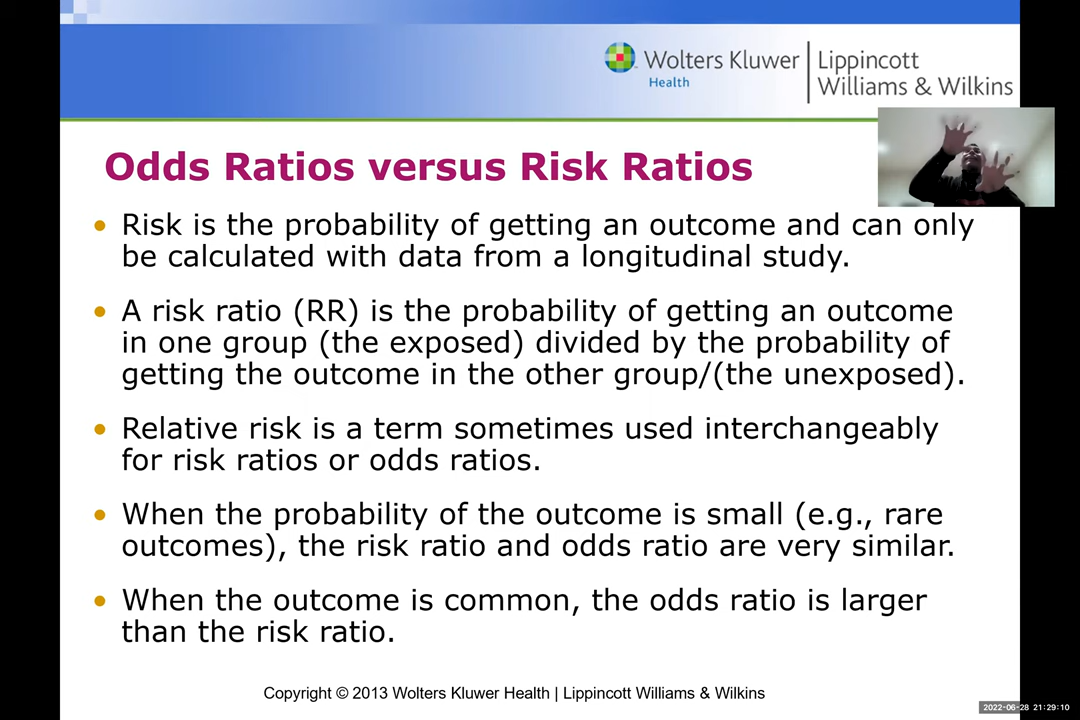 Wolters Kluwer
Health
Lippincott
Williams & Wilkins
Odds Ratios versus Risk Ratios
• Risk is the probability of getting an outcome and can only
be calculated with data from a longitudinal study.
• A risk ratio (RR) is the probability of getting an outcome
in one group (the exposed) divided by the probability of
getting the outcome in the other group/(the unexposed).
• Relative risk is a term sometimes used interchangeably
for risk ratios or odds ratios.
• When the probability of the outcome is small (e.g., rare
outcomes), the risk ratio and odds ratio are very similar.
• When the outcome is common, the odds ratio is larger
than the risk ratio.
Copyright © 2013 Wolters Kluwer Health | Lippincott Williams & Wilkins
2022-06-28 21:29:10